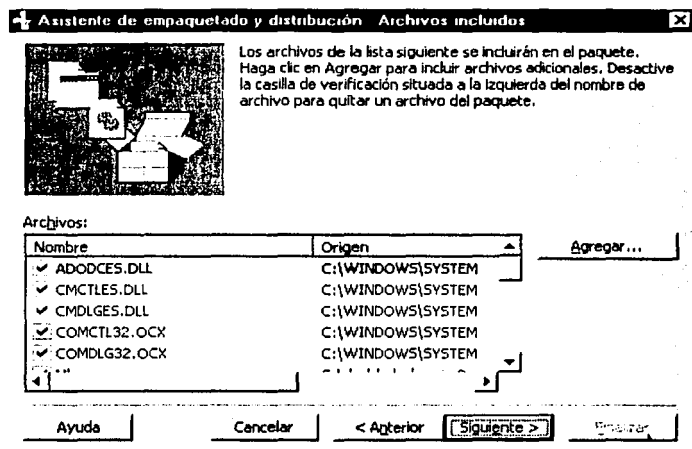 Asistente de empaquetado y distribución Archivos incluidos
Los archivos de la lista siguiente se incluirán en el paquete.
Haga clic en Agregar para incluir archivos adicionales. Desactive
la casilla de verificación situada a la izquierda del nombre de
archivo para quitar un archivo del paquete.
Archivos:
Nombre Origen
Agregar...
ADODCES.DLL C:\WINDOWS\SYSTEM
CMCTLES.DLL C:\WINDOWS\SYSTEM
CMDLGES.DLL C:\WINDOWS\SYSTEM
COMCTL32.OCX C:\WINDOWS\SYSTEM
COMDLG32.OCX C:\WINDOWS\SYSTEM
Ayuda Cancelar < Anterior Siguiente > Finalizar